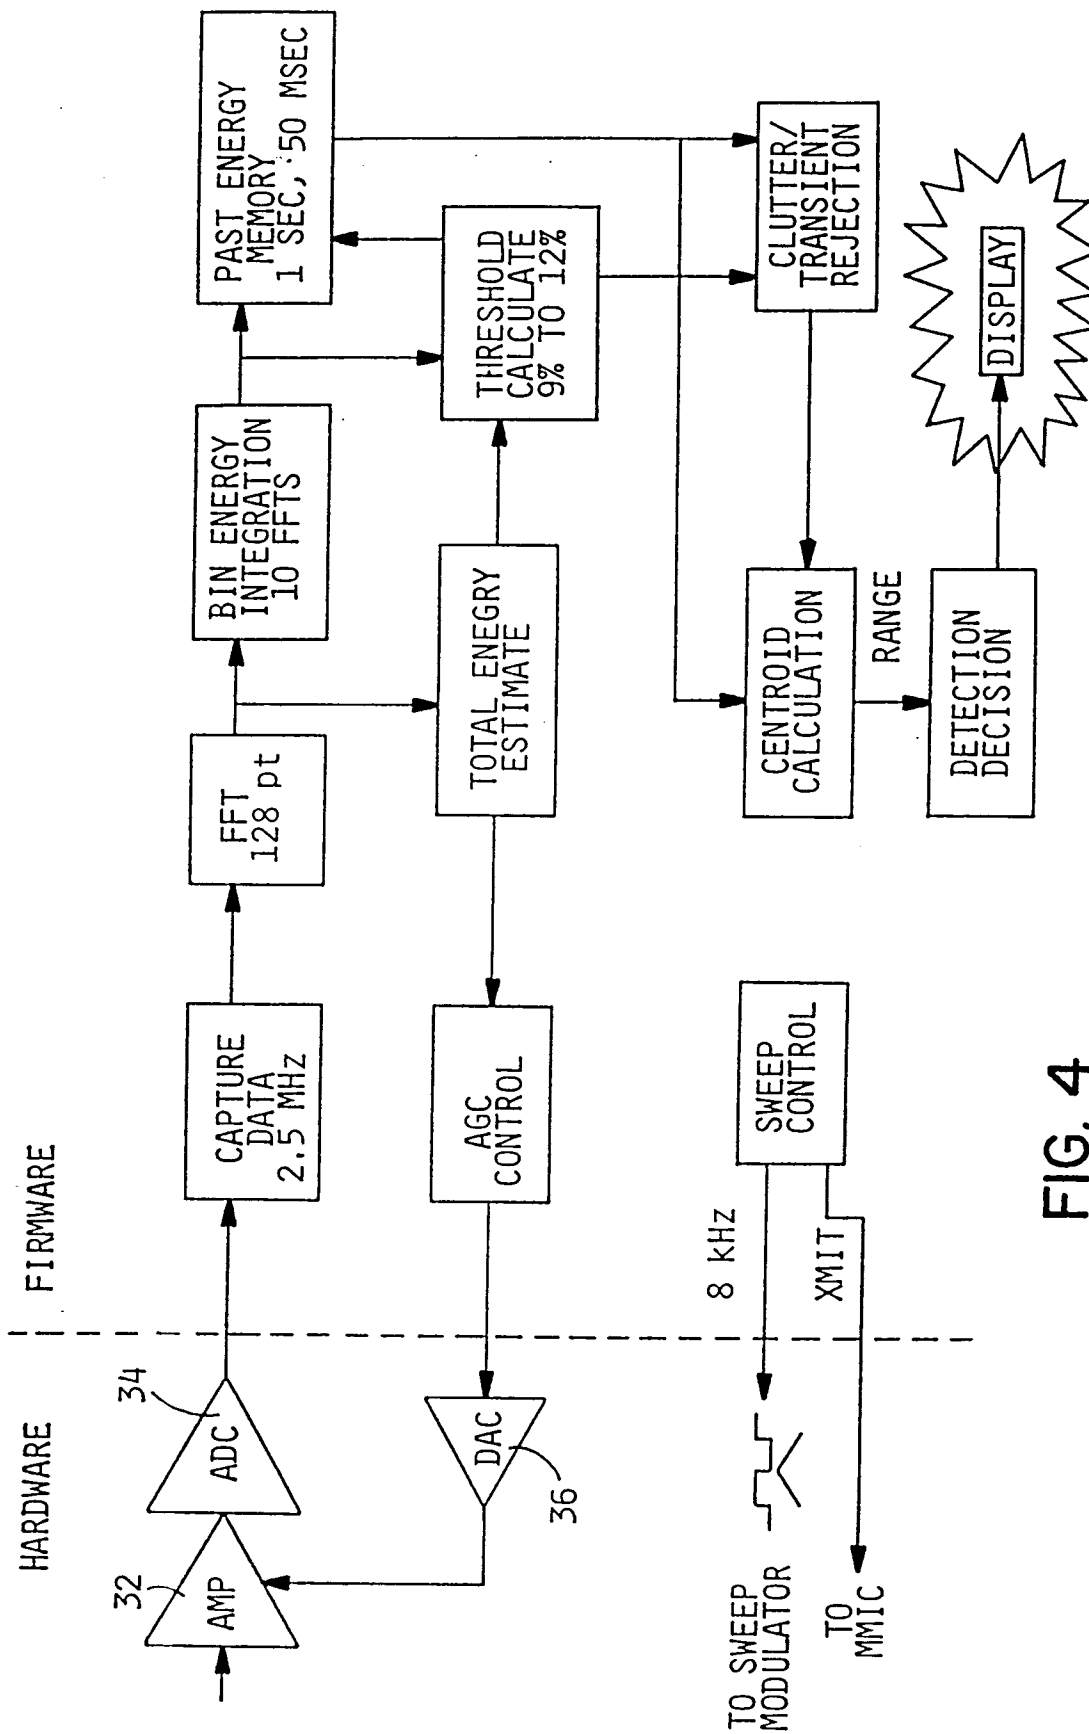 HARDWARE
FIRMWARE
32
34
AMP
ADC
CAPTURE
DATA
2.5 MHz
FFT
128 pt
BIN ENERGY
INTEGRATION
10 FFTS
PAST ENERGY
MEMORY
1 SEC, 50 MSEC
DAC
36
AGC
CONTROL
TOTAL ENEGRY
ESTIMATE
THRESHOLD
CALCULATE
9% TO 12%
TO SWEEP
MODULATOR
8 kHz
SWEEP
CONTROL
XMIT
TO
MMIC
CENTROID
CALCULATION
CLUTTER/
TRANSIENT
REJECTION
RANGE
DETECTION
DECISION
DISPLAY
FIG. 4